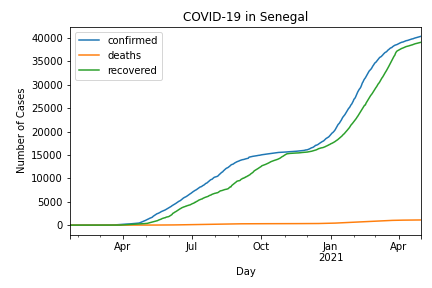 COVID-19 in Senegal
confirmed
deaths
recovered
Number of Cases
40000
35000
30000
25000
20000
15000
10000
5000
0
Apr
Jul
Oct
Jan
2021
Apr
Day